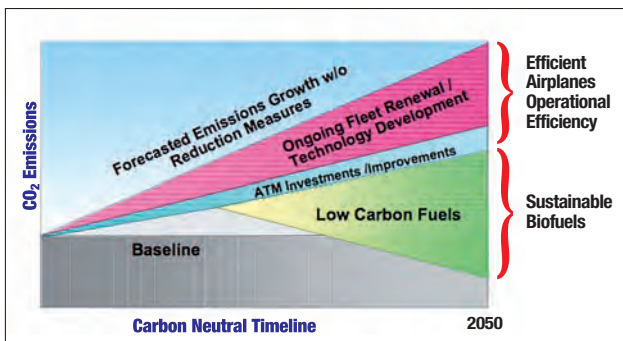 CO2 Emissions
Forecasted Emissions Growth w/o
Reduction Measures
Ongoing Fleet Renewal /
Technology Development
ATM Investments /Improvements
Low Carbon Fuels
Baseline
Efficient
Airplanes
Operational
Efficiency
Sustainable
Biofuels
Carbon Neutral Timeline
2050